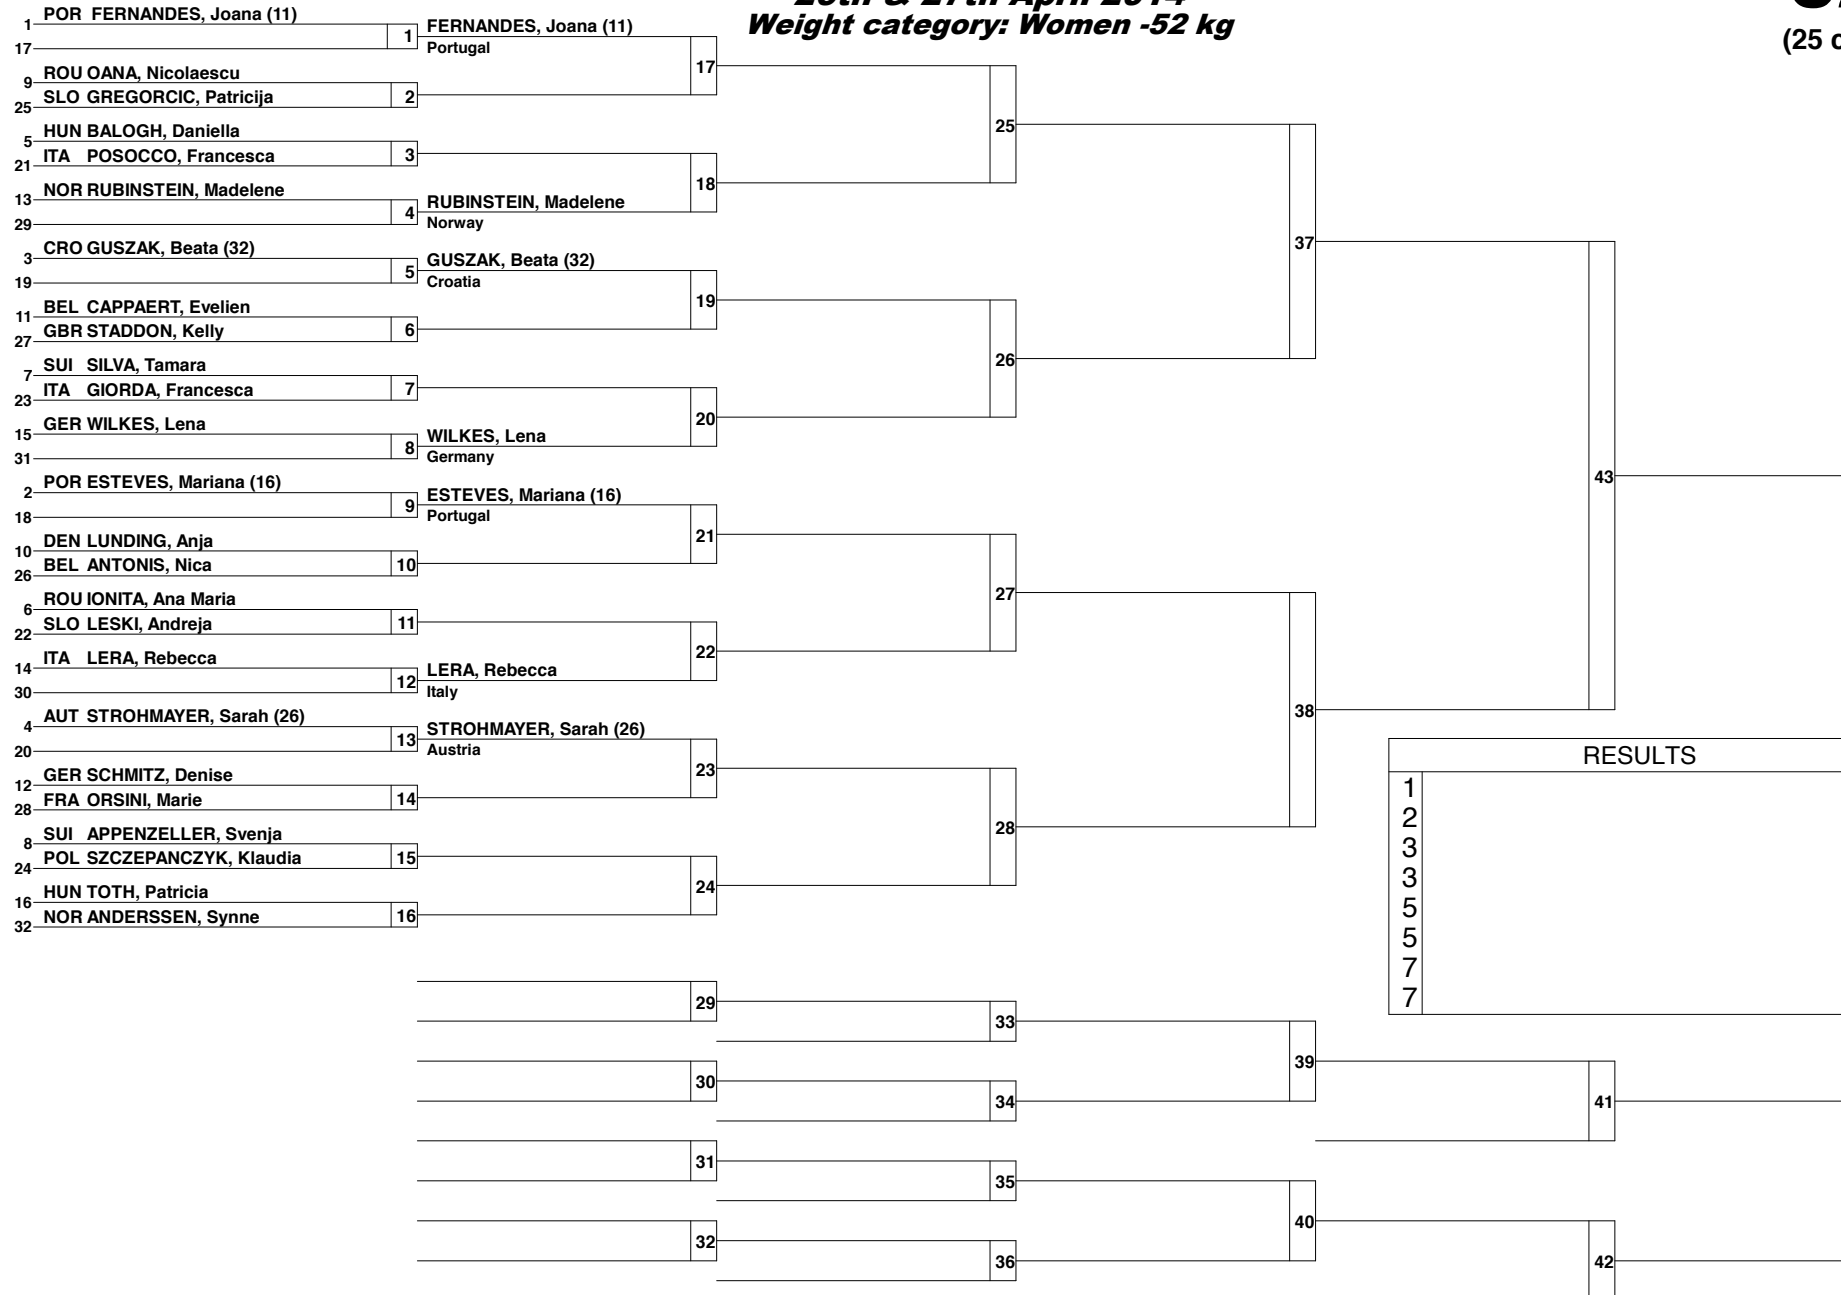 Weight category: Women -52 kg
(25 c
1 POR FERNANDES, Joana (11)
17
1
FERNANDES, Joana (11)
Portugal
9 ROU OANA, Nicolaescu
25 SLO GREGORCIC, Patricija
2
17
5 HUN BALOGH, Daniella
21 ITA POSOCCO, Francesca
3
13 NOR RUBINSTEIN, Madelene
29
4
RUBINSTEIN, Madelene
Norway
18
25
3 CRO GUSZAK, Beata (32)
19
5
GUSZAK, Beata (32)
Croatia
11 BEL CAPPAERT, Evelien
27 GBR STADDON, Kelly
6
19
7 SUI SILVA, Tamara
23 ITA GIORDA, Francesca
7
15 GER WILKES, Lena
31
8
WILKES, Lena
Germany
20
26
37
2 POR ESTEVES, Mariana (16)
18
9
ESTEVES, Mariana (16)
Portugal
10 DEN LUNDING, Anja
26 BEL ANTONIS, Nica
10
21
6 ROU IONITA, Ana Maria
22 SLO LESKI, Andreja
11
14 ITA LERA, Rebecca
30
12
LERA, Rebecca
Italy
22
27
4 AUT STROHMAYER, Sarah (26)
20
13
STROHMAYER, Sarah (26)
Austria
12 GER SCHMITZ, Denise
28 FRA ORSINI, Marie
14
23
8 SUI APPENZELLER, Svenja
24 POL SZCZEPANCZYK, Klaudia
15
16 HUN TOTH, Patricia
32 NOR ANDERSSEN, Synne
16
24
28
38
43
RESULTS
1
2
3
3
5
5
7
7
29
33
30
34
39
41
31
35
32
36
40
42